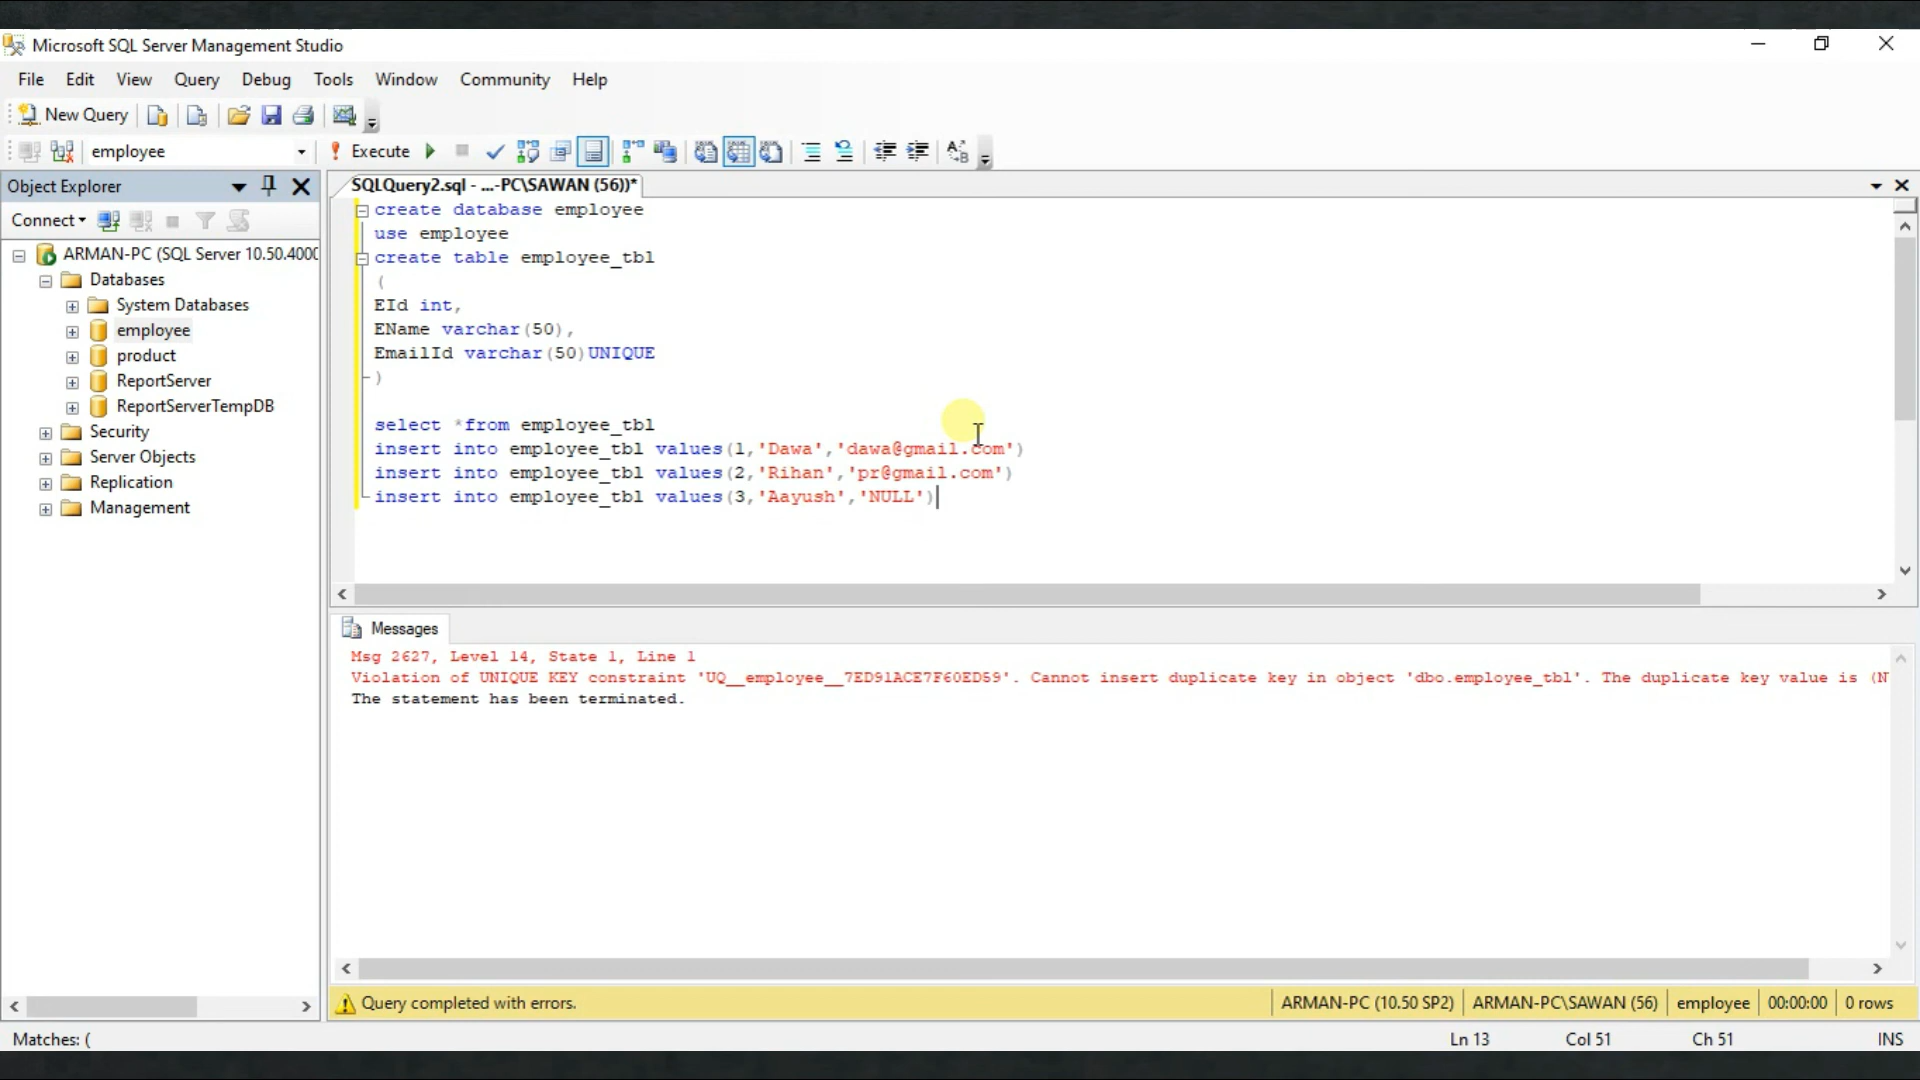 Microsoft SQL Server Management Studio
File Edit View Query Debug Tools Window Community Help
New Query
employee Execute
Object Explorer
Connect
ARMAN-PC (SQL Server 10.50.4000
Databases
System Databases
employee
product
ReportServer
ReportServerTempDB
Security
Server Objects
Replication
Management
SQLQuery2.sql - ...-PC\SAWAN (56))*
create database employee
use employee
create table employee_tbl
(
EId int,
EName varchar(50),
EmailId varchar(50)UNIQUE
)
select *from employee_tbl
insert into employee_tbl values(1,'Dawa','dawa@gmail.com')
insert into employee_tbl values(2,'Rihan','pr@gmail.com')
insert into employee_tbl values(3,'Aayush','NULL')
Messages
Msg 2627, Level 14, State 1, Line 1
Violation of UNIQUE KEY constraint 'UQ__employee__7ED91ACE7F60ED59'. Cannot insert duplicate key in object 'dbo.employee_tbl'. The duplicate key value is (N
The statement has been terminated.
Query completed with errors. ARMAN-PC (10.50 SP2) ARMAN-PC\SAWAN (56) employee 00:00:00 0 rows
Matches: ( Ln 13 Col 51 Ch 51 INS